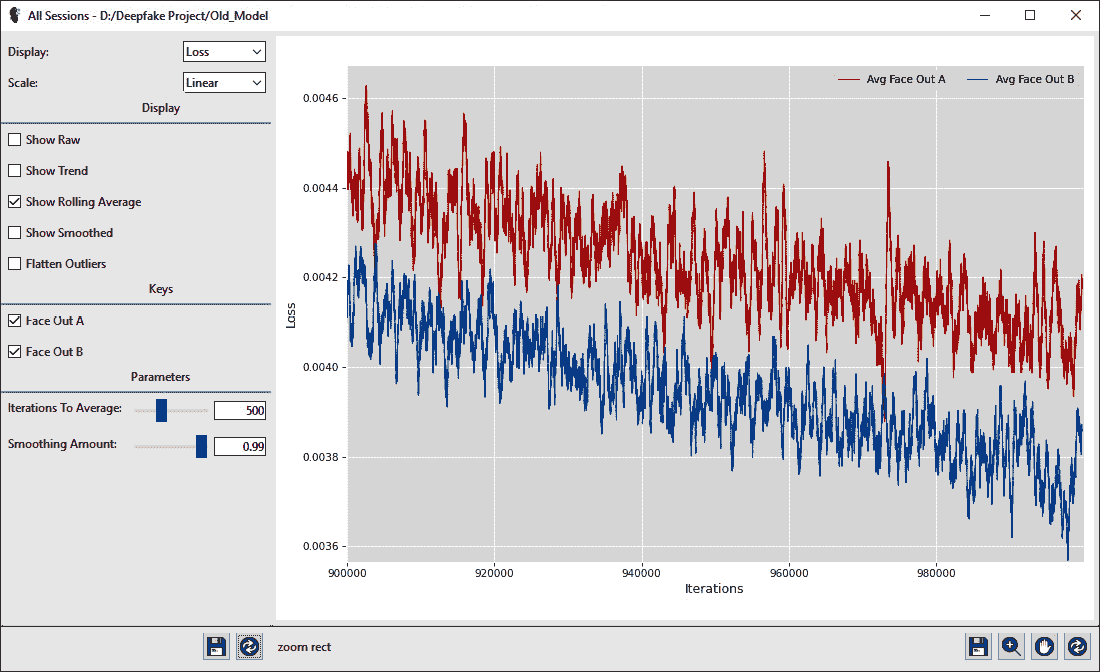 All Sessions - D:/Deepfake Project/Old_Model
Display: Loss
Scale: Linear
Display
Show Raw
Show Trend
Show Rolling Average
Show Smoothed
Flatten Outliers
Keys
Face Out A
Face Out B
Parameters
Iterations To Average: 500
Smoothing Amount: 0.99
Avg Face Out A Avg Face Out B
0.0046
0.0044
0.0042
0.0040
0.0038
0.0036
Loss
900000 920000 940000 960000 980000
Iterations
zoom rect